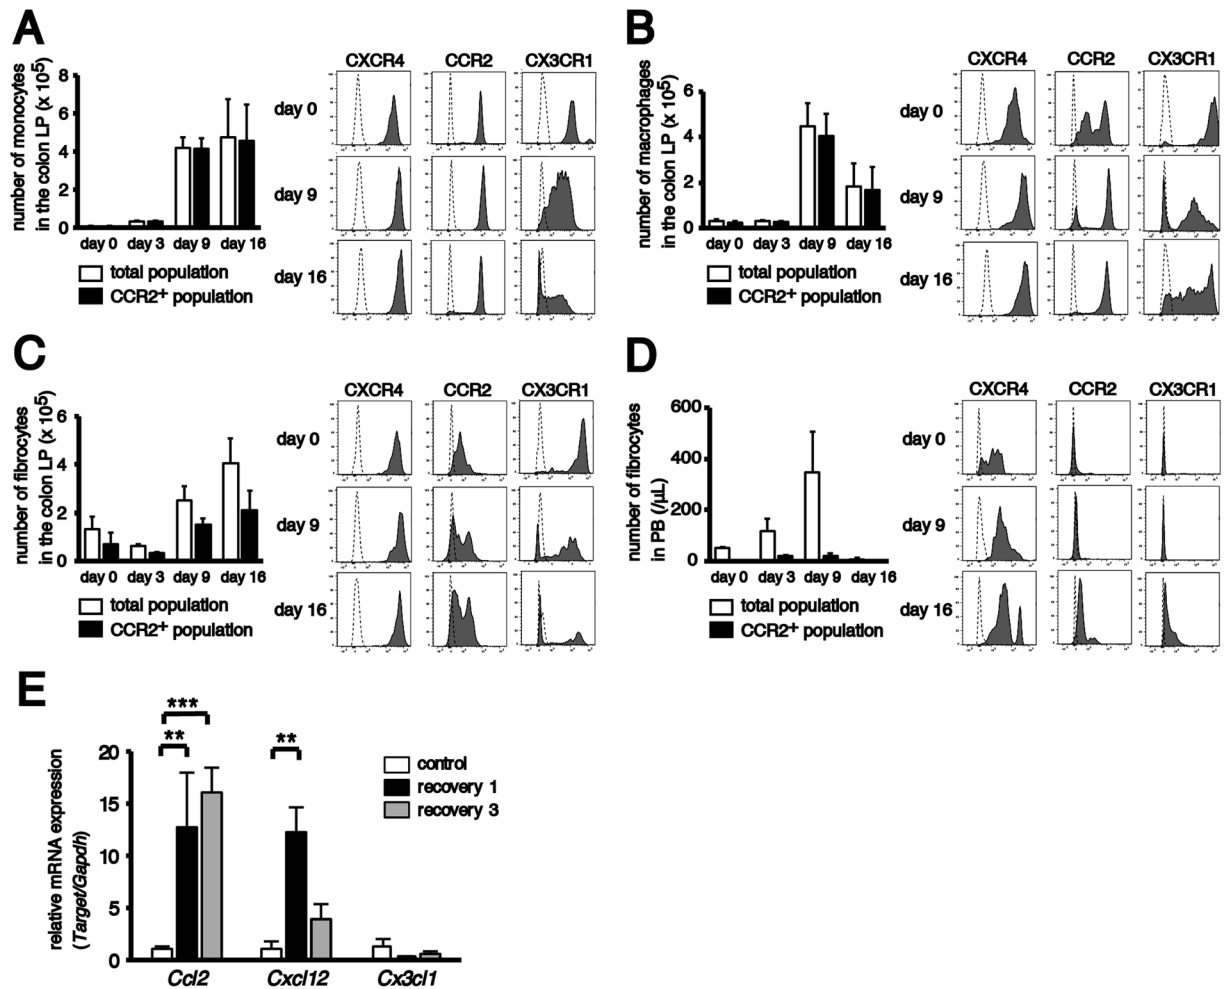 A
number of monocytes
in the colon LP (x 10⁵)
8
6
4
2
0
day 0 day 3 day 9 day 16
total population
CCR2⁺ population
CXCR4 CCR2 CX3CR1
day 0
day 9
day 16
B
number of macrophages
in the colon LP (x 10⁵)
6
4
2
0
day 0 day 3 day 9 day 16
total population
CCR2⁺ population
CXCR4 CCR2 CX3CR1
day 0
day 9
day 16
C
number of fibrocytes
in the colon LP (x 10⁵)
6
4
2
0
day 0 day 3 day 9 day 16
total population
CCR2⁺ population
CXCR4 CCR2 CX3CR1
day 0
day 9
day 16
D
number of fibrocytes
in PB (/μL)
600
400
200
0
day 0 day 3 day 9 day 16
total population
CCR2⁺ population
CXCR4 CCR2 CX3CR1
day 0
day 9
day 16
E
relative mRNA expression
(Target/Gapdh)
20
15
10
5
0
***
** **
control
recovery 1
recovery 3
Ccl2 Cxcl12 Cx3cl1